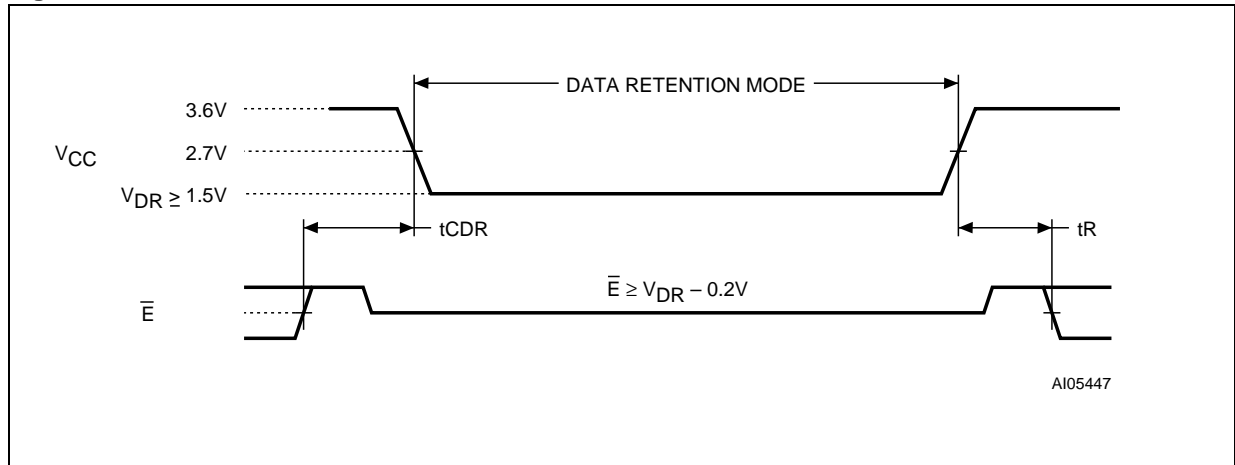 DATA RETENTION MODE
3.6V
VCC
2.7V
VDR ≥ 1.5V
tCDR
tR
E̅ ≥ VDR – 0.2V
E̅
AI05447